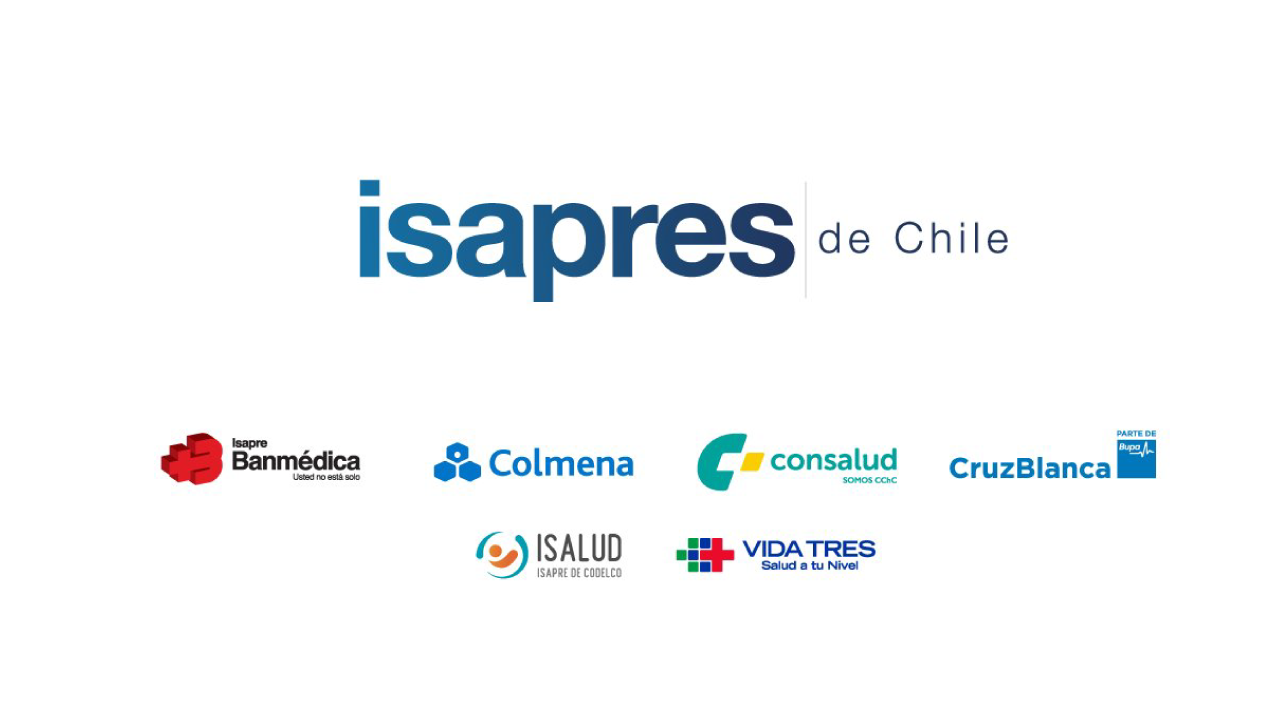 isapres de Chile
Isapre
Banmédica
Usted no está solo
Colmena
consalud
SOMOS CChC
CruzBlanca
PARTE DE
Bupa
ISALUD
ISAPRE DE CODELCO
VIDA TRES
Salud a tu Nivel